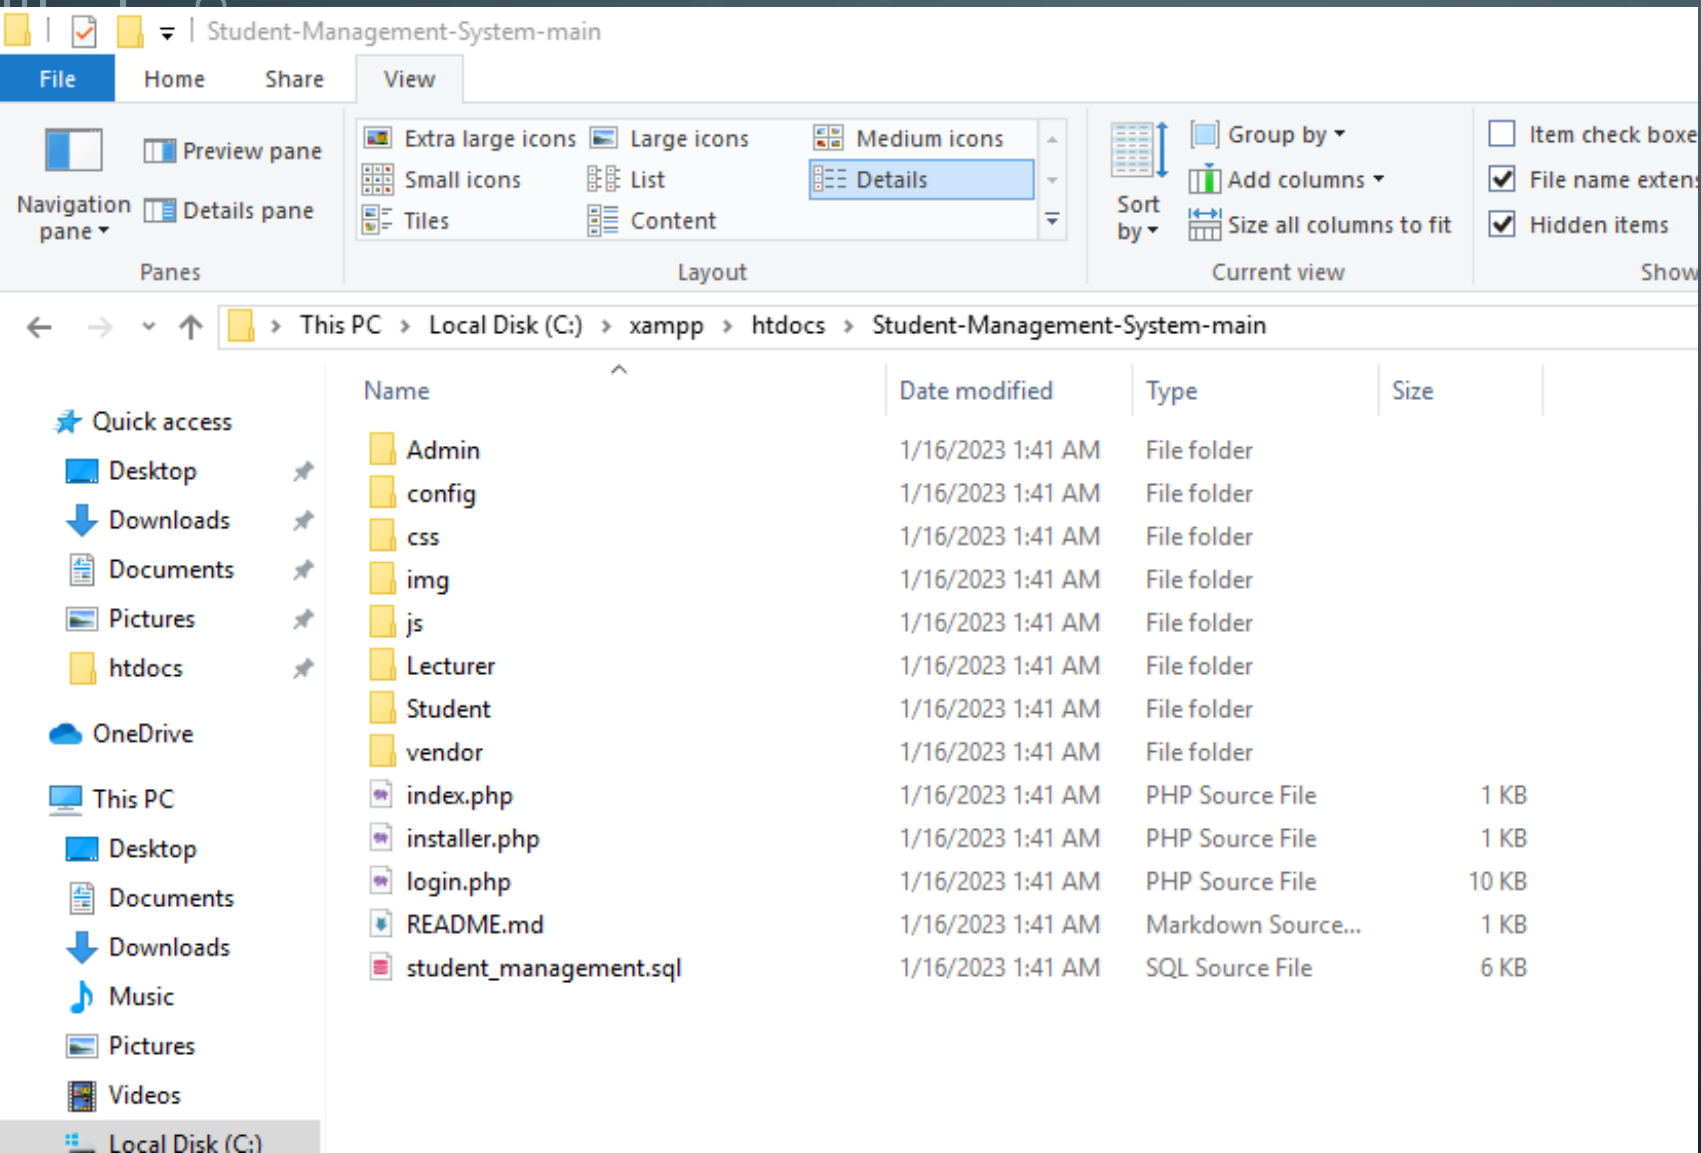 Student-Management-System-main
File Home Share View
Navigation pane
Preview pane
Details pane
Panes
Extra large icons Large icons Medium icons
Small icons List Details
Tiles Content
Layout
Sort by
Group by
Add columns
Size all columns to fit
Current view
Item check boxe
File name extens
Hidden items
Show
This PC > Local Disk (C:) > xampp > htdocs > Student-Management-System-main
Quick access
Desktop
Downloads
Documents
Pictures
htdocs
OneDrive
This PC
Desktop
Documents
Downloads
Music
Pictures
Videos
Local Disk (C:)
Name Date modified Type Size
Admin 1/16/2023 1:41 AM File folder
config 1/16/2023 1:41 AM File folder
css 1/16/2023 1:41 AM File folder
img 1/16/2023 1:41 AM File folder
js 1/16/2023 1:41 AM File folder
Lecturer 1/16/2023 1:41 AM File folder
Student 1/16/2023 1:41 AM File folder
vendor 1/16/2023 1:41 AM File folder
index.php 1/16/2023 1:41 AM PHP Source File 1 KB
installer.php 1/16/2023 1:41 AM PHP Source File 1 KB
login.php 1/16/2023 1:41 AM PHP Source File 10 KB
README.md 1/16/2023 1:41 AM Markdown Source... 1 KB
student_management.sql 1/16/2023 1:41 AM SQL Source File 6 KB